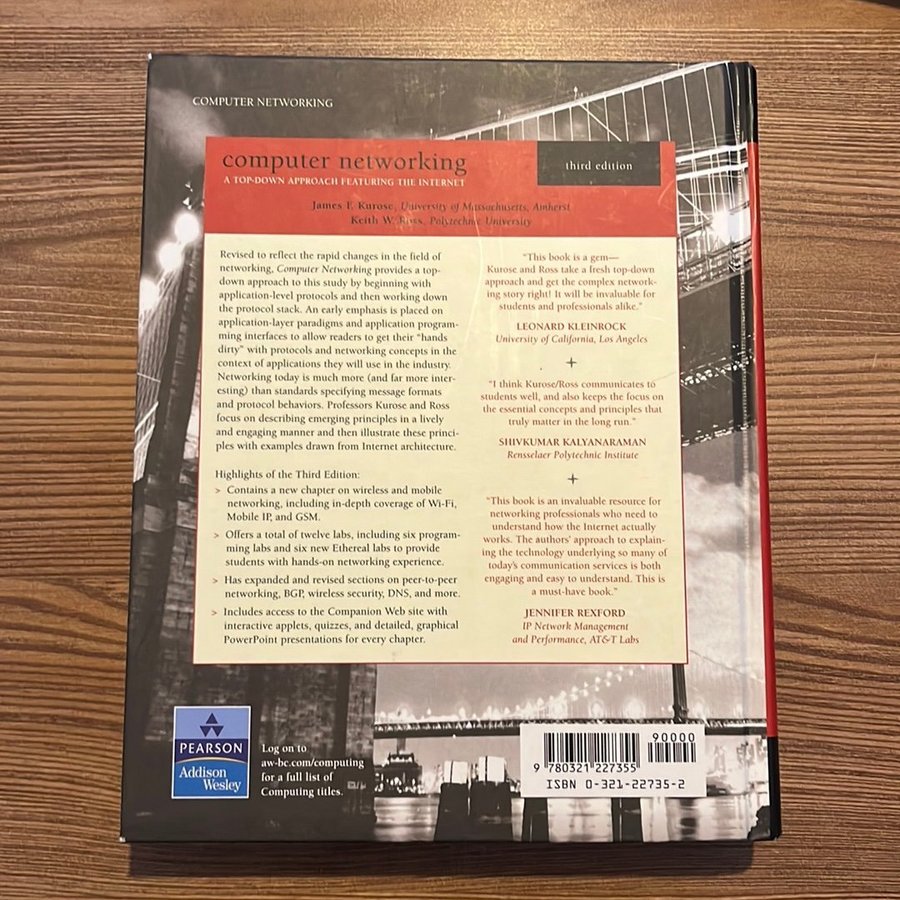 COMPUTER NETWORKING
computer networking
third edition
A TOP-DOWN APPROACH FEATURING THE INTERNET
James F. Kurose, University of Massachusetts, Amherst
Keith W. Ross, Polytechnic University
Revised to reflect the rapid changes in the field of
networking, Computer Networking provides a top-
down approach to this study by beginning with
application-level protocols and then working down
the protocol stack. An early emphasis is placed on
application-layer paradigms and application program-
ming interfaces to allow readers to get their "hands
dirty" with protocols and networking concepts in the
context of applications they will use in the industry.
Networking today is much more (and far more inter-
esting) than standards specifying message formats
and protocol behaviors. Professors Kurose and Ross
focus on describing emerging principles in a lively
and engaging manner and then illustrate these princi-
ples with examples drawn from Internet architecture.
Highlights of the Third Edition:
> Contains a new chapter on wireless and mobile
networking, including in-depth coverage of Wi-Fi,
Mobile IP, and GSM.
> Offers a total of twelve labs, including six program-
ming labs and six new Ethereal labs to provide
students with hands-on networking experience.
> Has expanded and revised sections on peer-to-peer
networking, BGP, wireless security, DNS, and more.
> Includes access to the Companion Web site with
interactive applets, quizzes, and detailed, graphical
PowerPoint presentations for every chapter.
"This book is a gem—
Kurose and Ross take a fresh top-down
approach and get the complex network-
ing story right! It will be invaluable for
students and professionals alike."
LEONARD KLEINROCK
University of California, Los Angeles
"I think Kurose/Ross communicates to
students well, and also keeps the focus on
the essential concepts and principles that
truly matter in the long run."
SHIVKUMAR KALYANARAMAN
Rensselaer Polytechnic Institute
"This book is an invaluable resource for
networking professionals who need to
understand how the Internet actually
works. The authors' approach to explain-
ing the technology underlying so many of
today's communication services is both
engaging and easy to understand. This is
a must-have book."
JENNIFER REXFORD
IP Network Management
and Performance, AT&T Labs
PEARSON
Addison
Wesley
Log on to
aw-bc.com/computing
for a full list of
Computing titles.
90000
9 780321 227355
ISBN 0-321-22735-2